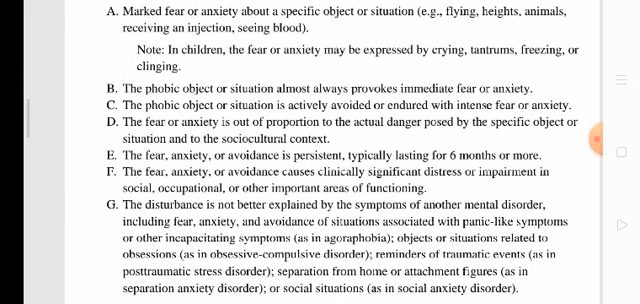 A. Marked fear or anxiety about a specific object or situation (e.g., flying, heights, animals,
receiving an injection, seeing blood).
Note: In children, the fear or anxiety may be expressed by crying, tantrums, freezing, or
clinging.
B. The phobic object or situation almost always provokes immediate fear or anxiety.
C. The phobic object or situation is actively avoided or endured with intense fear or anxiety.
D. The fear or anxiety is out of proportion to the actual danger posed by the specific object or
situation and to the sociocultural context.
E. The fear, anxiety, or avoidance is persistent, typically lasting for 6 months or more.
F. The fear, anxiety, or avoidance causes clinically significant distress or impairment in
social, occupational, or other important areas of functioning.
G. The disturbance is not better explained by the symptoms of another mental disorder,
including fear, anxiety, and avoidance of situations associated with panic-like symptoms
or other incapacitating symptoms (as in agoraphobia); objects or situations related to
obsessions (as in obsessive-compulsive disorder); reminders of traumatic events (as in
posttraumatic stress disorder); separation from home or attachment figures (as in
separation anxiety disorder); or social situations (as in social anxiety disorder).